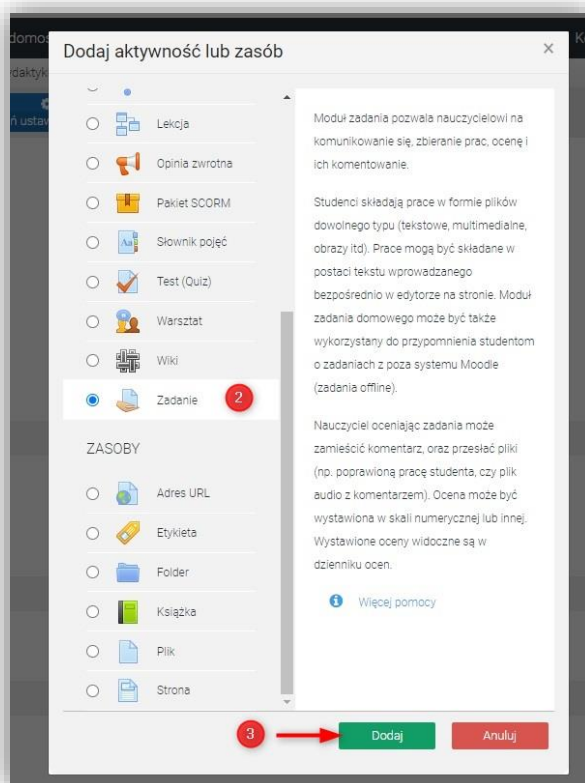 domos
Dodaj aktywność lub zasób
×
K
daktyk
ń ustaw
Lekcja
Opinia zwrotna
Pakiet SCORM
Słownik pojęć
Test (Quiz)
Warsztat
Wiki
Zadanie
2
ZASOBY
Adres URL
Etykieta
Folder
Książka
Plik
Strona
Moduł zadania pozwala nauczycielowi na
komunikowanie się, zbieranie prac, ocenę i
ich komentowanie.
Studenci składają prace w formie plików
dowolnego typu (tekstowe, multimedialne,
obrazy itd). Prace mogą być składane w
postaci tekstu wprowadzanego
bezpośrednio w edytorze na stronie. Moduł
zadania domowego może być także
wykorzystany do przypomnienia studentom
o zadaniach z poza systemu Moodle
(zadania offline).
Nauczyciel oceniając zadania może
zamieścić komentarz, oraz przesłać pliki
(np. poprawioną pracę studenta, czy plik
audio z komentarzem). Ocena może być
wystawiona w skali numerycznej lub innej.
Wystawione oceny widoczne są w
dzienniku ocen.
Więcej pomocy
3
Dodaj
Anuluj